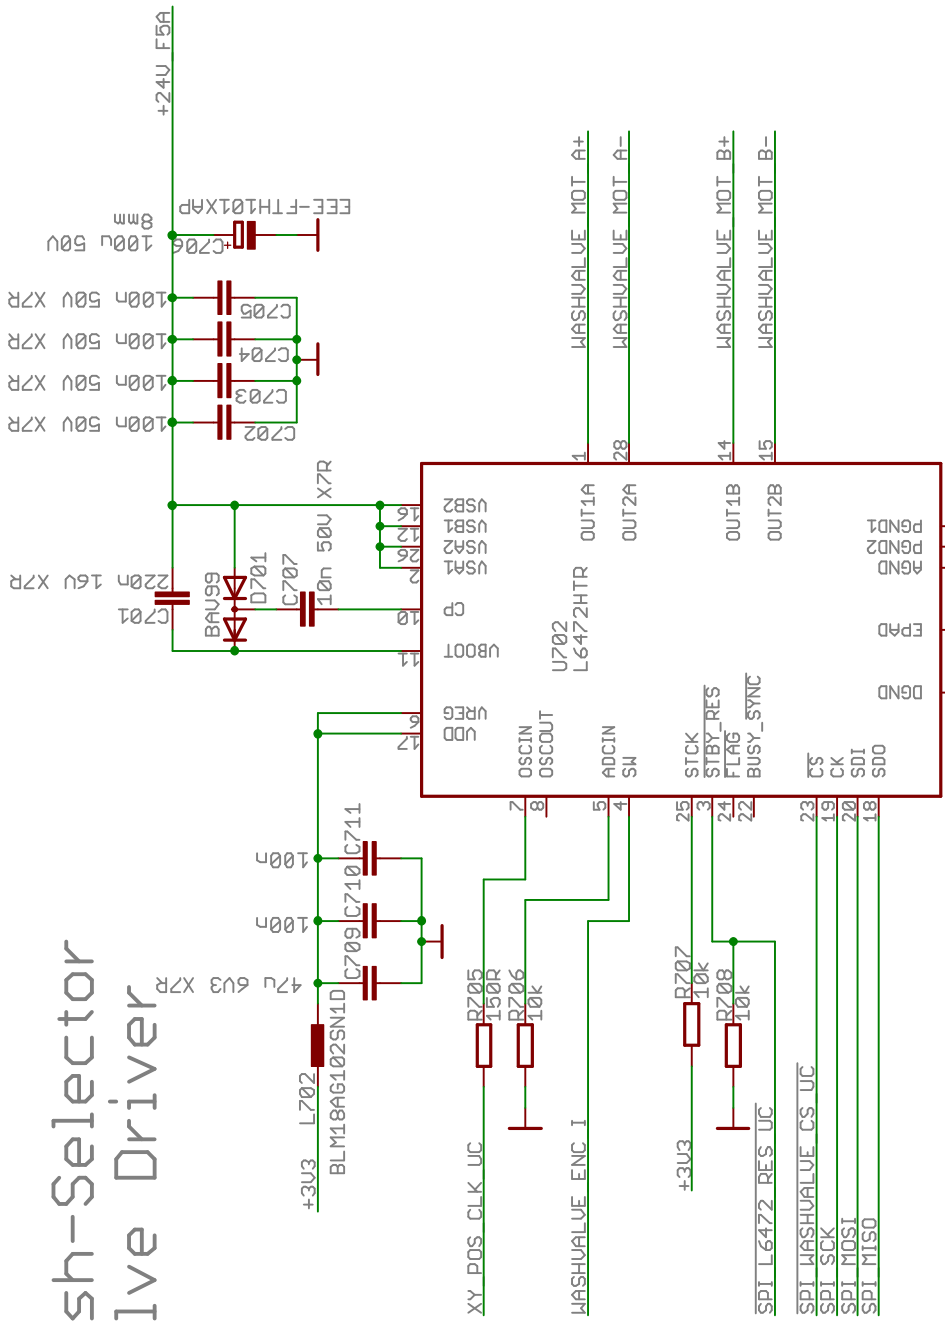 sh-Selector
lve Driver
+24V F5A
EEE-FTH101XAP
8mm
100u 50V
C706
+
100n 50V X7R
C705
100n 50V X7R
C704
100n 50V X7R
C703
100n 50V X7R
C702
220n 16V X7R
C701
BAV99
D701
C707
10n 50V X7R
WASHVALVE MOT A+
WASHVALVE MOT A-
WASHVALVE MOT B+
WASHVALVE MOT B-
1
28
14
15
OUT1A
OUT2A
OUT1B
OUT2B
16
VSB2
12
VSB1
26
VSA2
2
VSA1
10
CP
11
VBOOT
6
VREG
17
VDD
U702
L6472HTR
PGND1
PGND2
AGND
EPAD
DGND
OSCIN
OSCOUT
ADCIN
SW
STCK
STBY_RES
FLAG
BUSY_SYNC
CS
CK
SDI
SDO
7
8
5
4
25
3
24
22
23
19
20
18
100n
C711
100n
C710
47u 6V3 X7R
C709
+3V3
L702
BLM18AG102SN1D
R705
150R
R706
10k
R707
10k
R708
10k
XY POS CLK UC
WASHVALVE ENC I
+3V3
SPI L6472 RES UC
SPI WASHVALVE CS UC
SPI SCK
SPI MOSI
SPI MISO